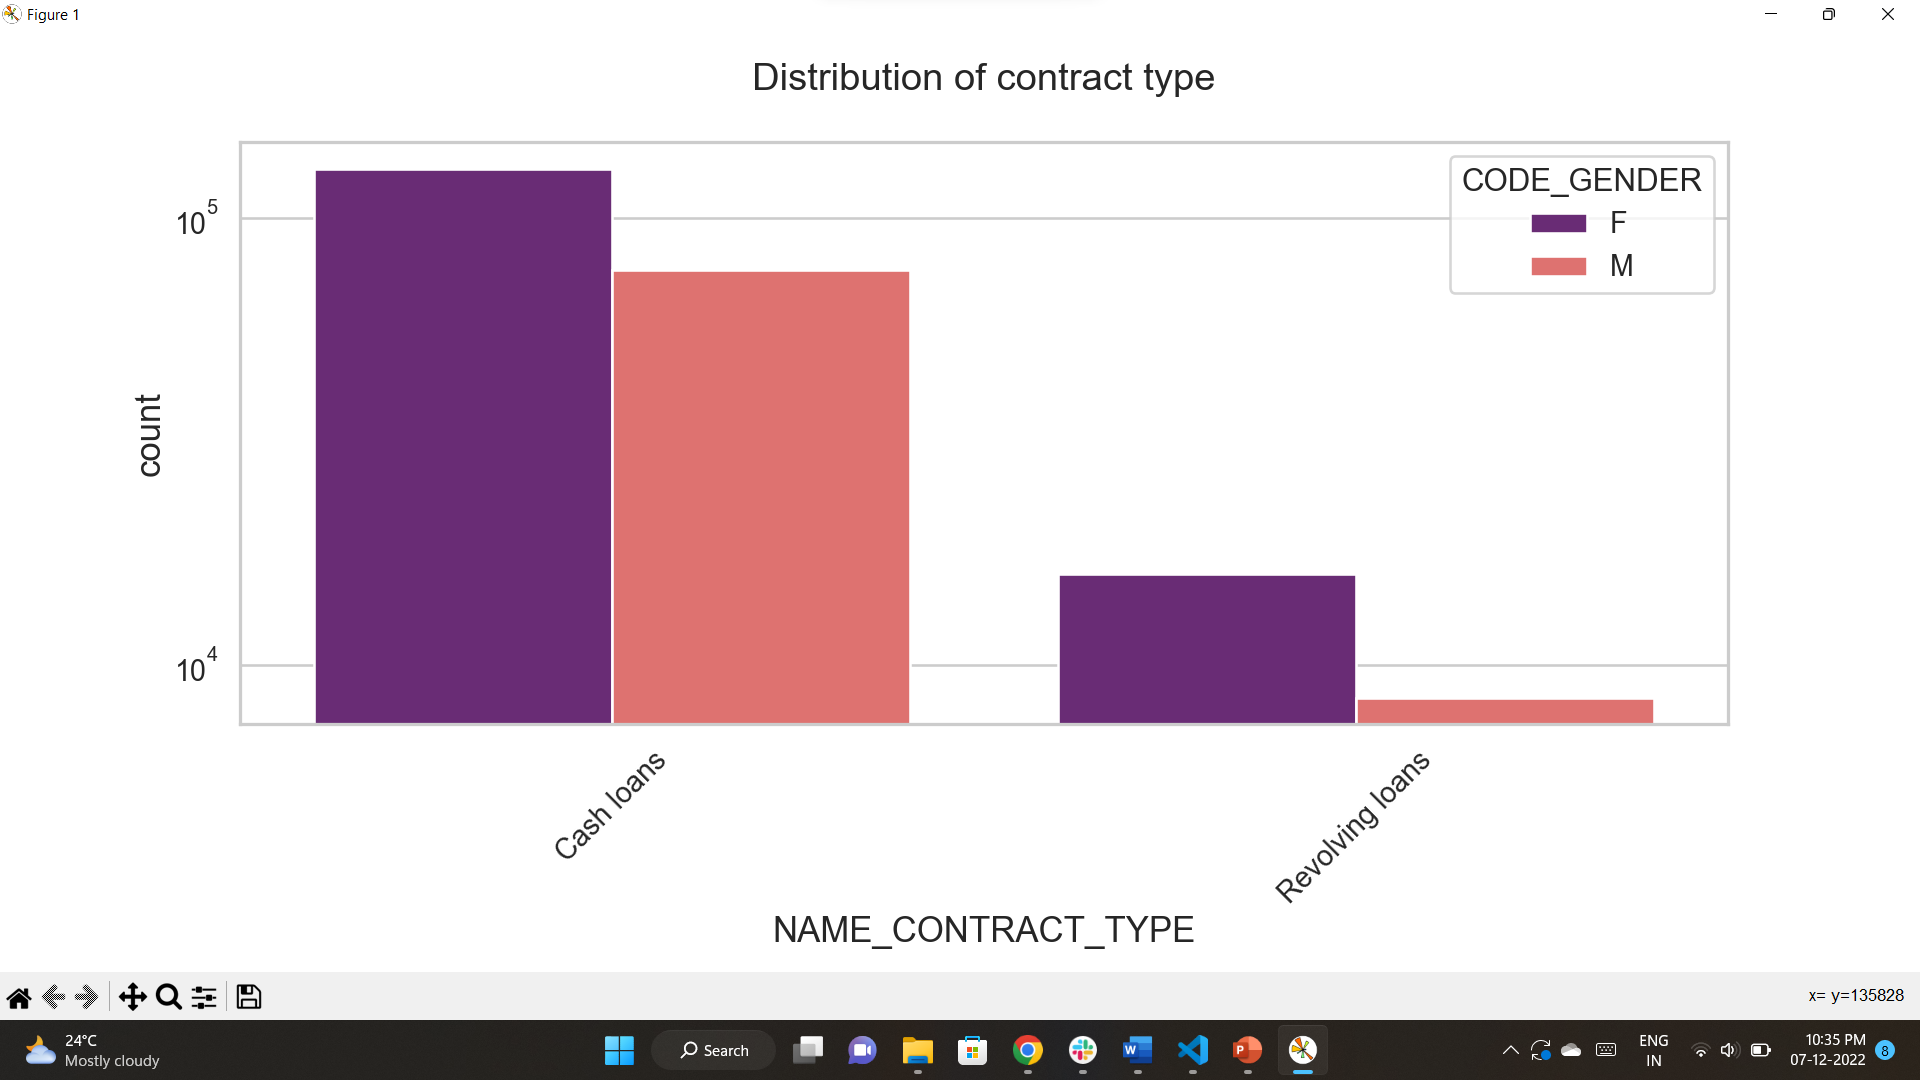 Figure 1
Distribution of contract type
CODE_GENDER
F
M
10^5
10^4
count
Cash loans
Revolving loans
NAME_CONTRACT_TYPE
x= y=135828
24°C
Mostly cloudy
Search
W
P
ENG
IN
10:35 PM
07-12-2022
8